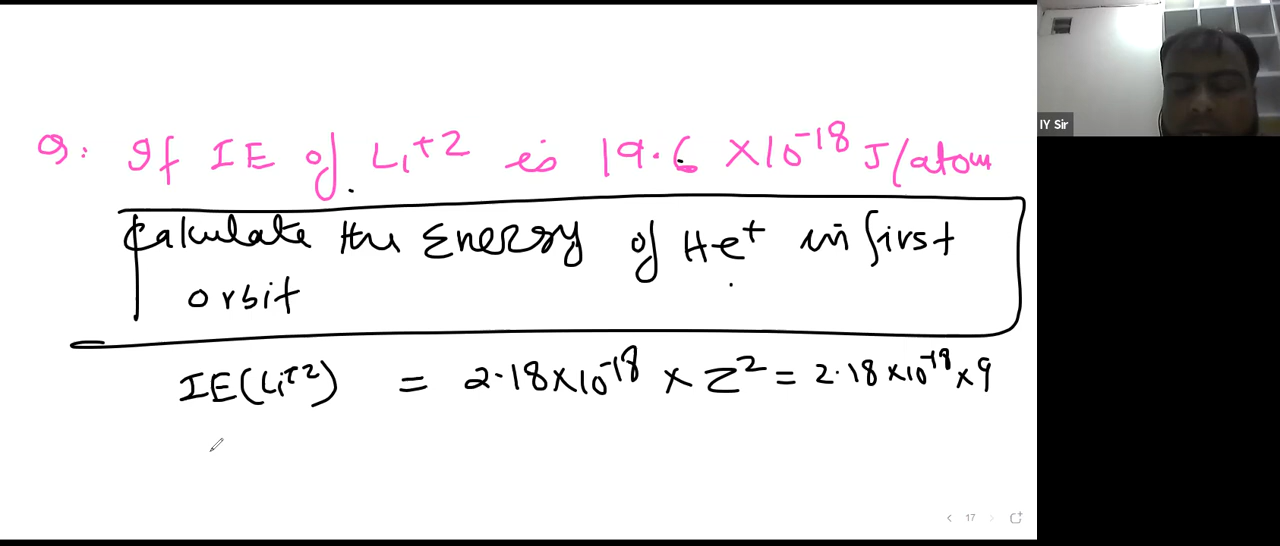 Q: If IE of Li+2 is 19.6 X10-18 J/atom
Calculate the Energy of He+ in first
orbit
IE(Li+2) = 2.18X10-18 x Z2 = 2.18 x10-18 x9
IY Sir
17